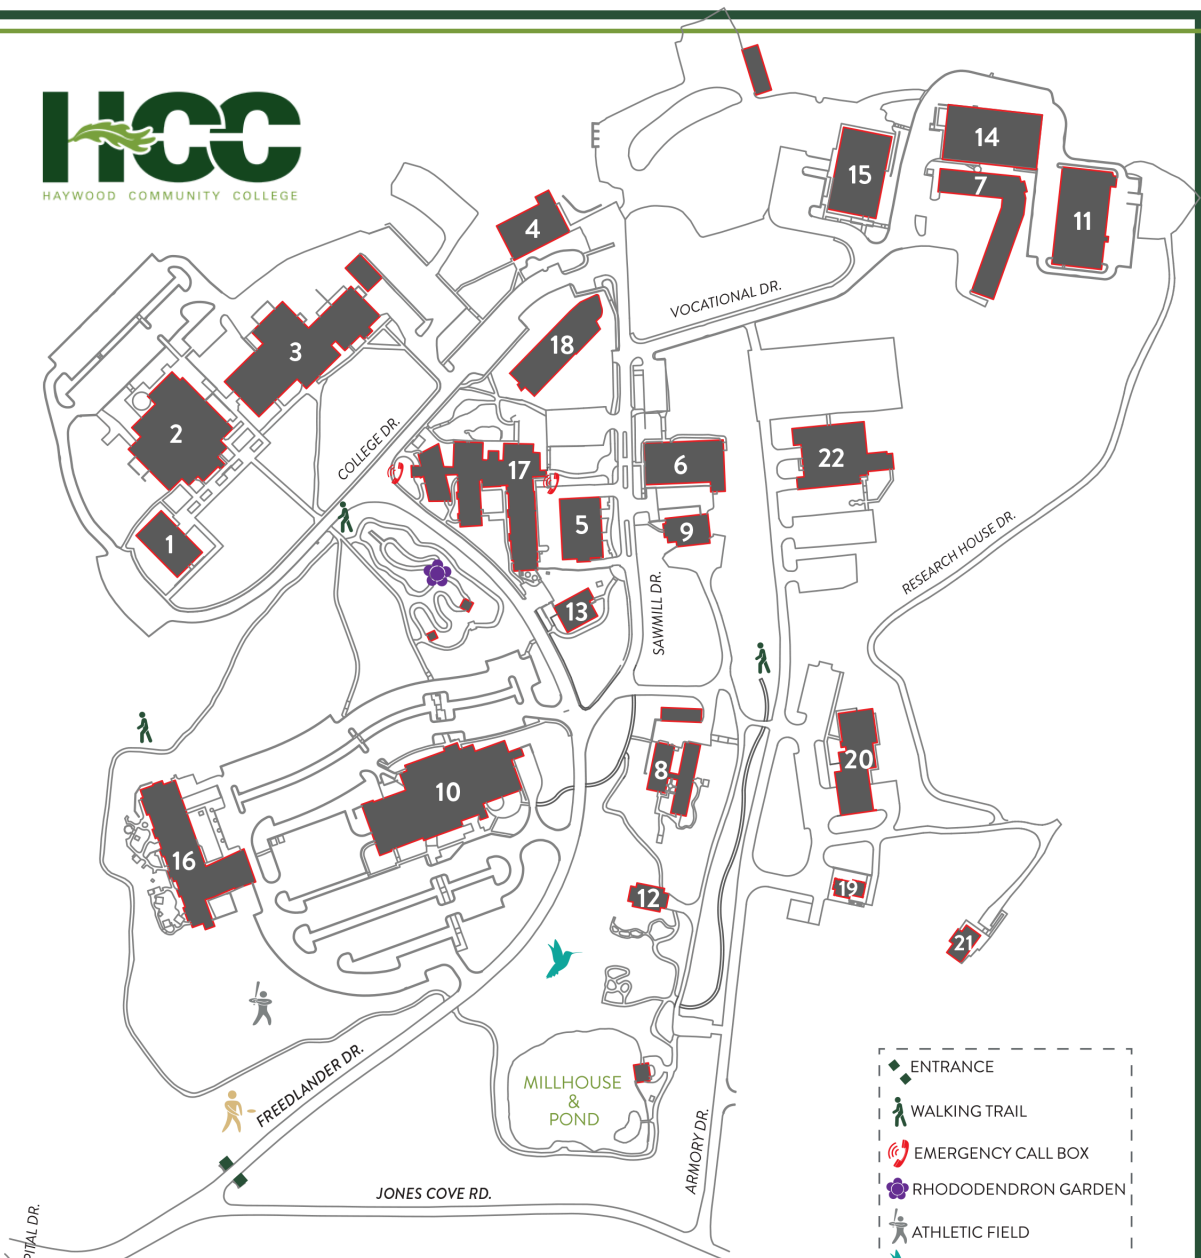 HCC
HAYWOOD COMMUNITY COLLEGE
14
15
7
11
4
VOCATIONAL DR.
18
3
2
COLLEGE DR.
17
6
22
5
9
1
RESEARCH HOUSE DR.
13
SAWMILL DR.
8
20
10
16
12
19
21
MILLHOUSE
&
POND
FREEDLANDER DR.
ARMORY DR.
JONES COVE RD.
PITAL DR.
ENTRANCE
WALKING TRAIL
EMERGENCY CALL BOX
RHODODENDRON GARDEN
ATHLETIC FIELD